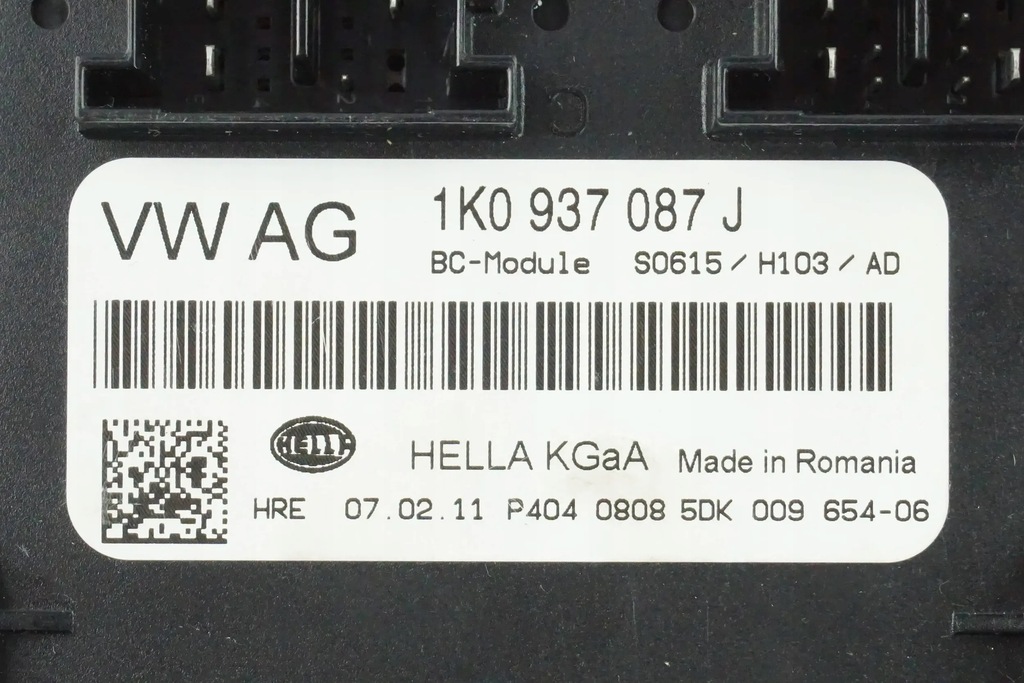 VW AG 1K0 937 087 J
BC-Module S0615 / H103 / AD
HELLA
HELLA KGaA Made in Romania
HRE 07.02.11 P404 0808 5DK 009 654-06